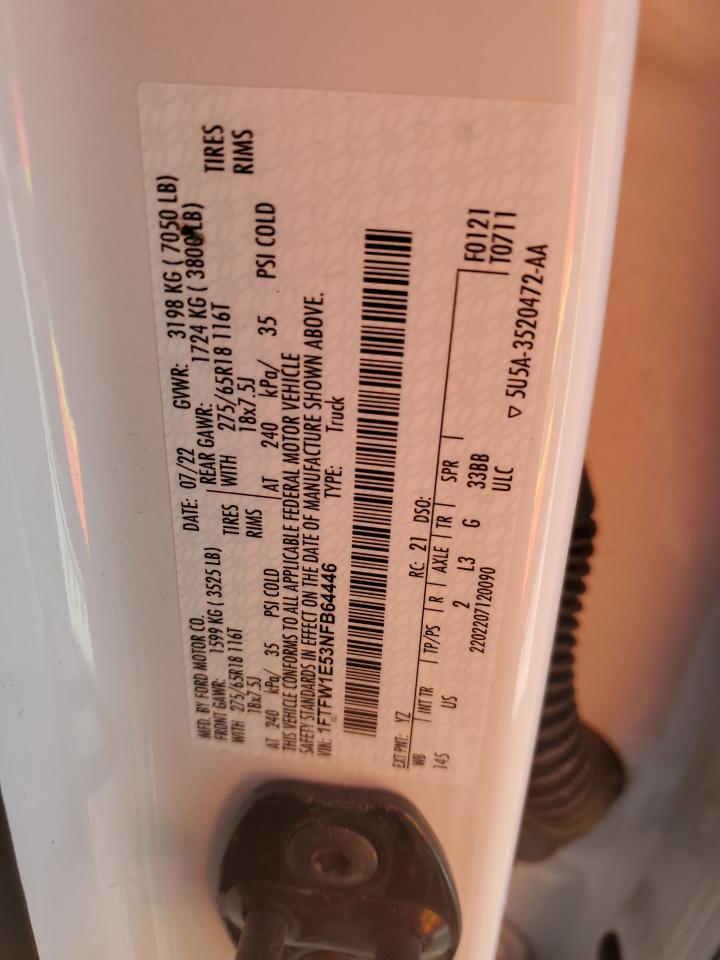 MFD. BY FORD MOTOR CO.
DATE: 07/22 GVWR: 3198 KG ( 7050 LB)
FRONT GAWR: 1599 KG ( 3525 LB) REAR GAWR: 1724 KG ( 3800 LB)
WITH 275/65R18 116T TIRES WITH 275/65R18 116T TIRES
18x7.5J RIMS 18x7.5J RIMS
AT 240 kPa/ 35 PSI COLD AT 240 kPa/ 35 PSI COLD
THIS VEHICLE CONFORMS TO ALL APPLICABLE FEDERAL MOTOR VEHICLE
SAFETY STANDARDS IN EFFECT ON THE DATE OF MANUFACTURE SHOWN ABOVE.
VIN: 1FTFW1E53NFB64446 TYPE: Truck
EXT PNT: YZ RC: 21 DSO: F0121
WB INT TR TP/PS R AXLE TR SPR T0711
145 US 2 L3 G 33BB
2202207120090 ULC
▽ 5U5A-3520472-AA